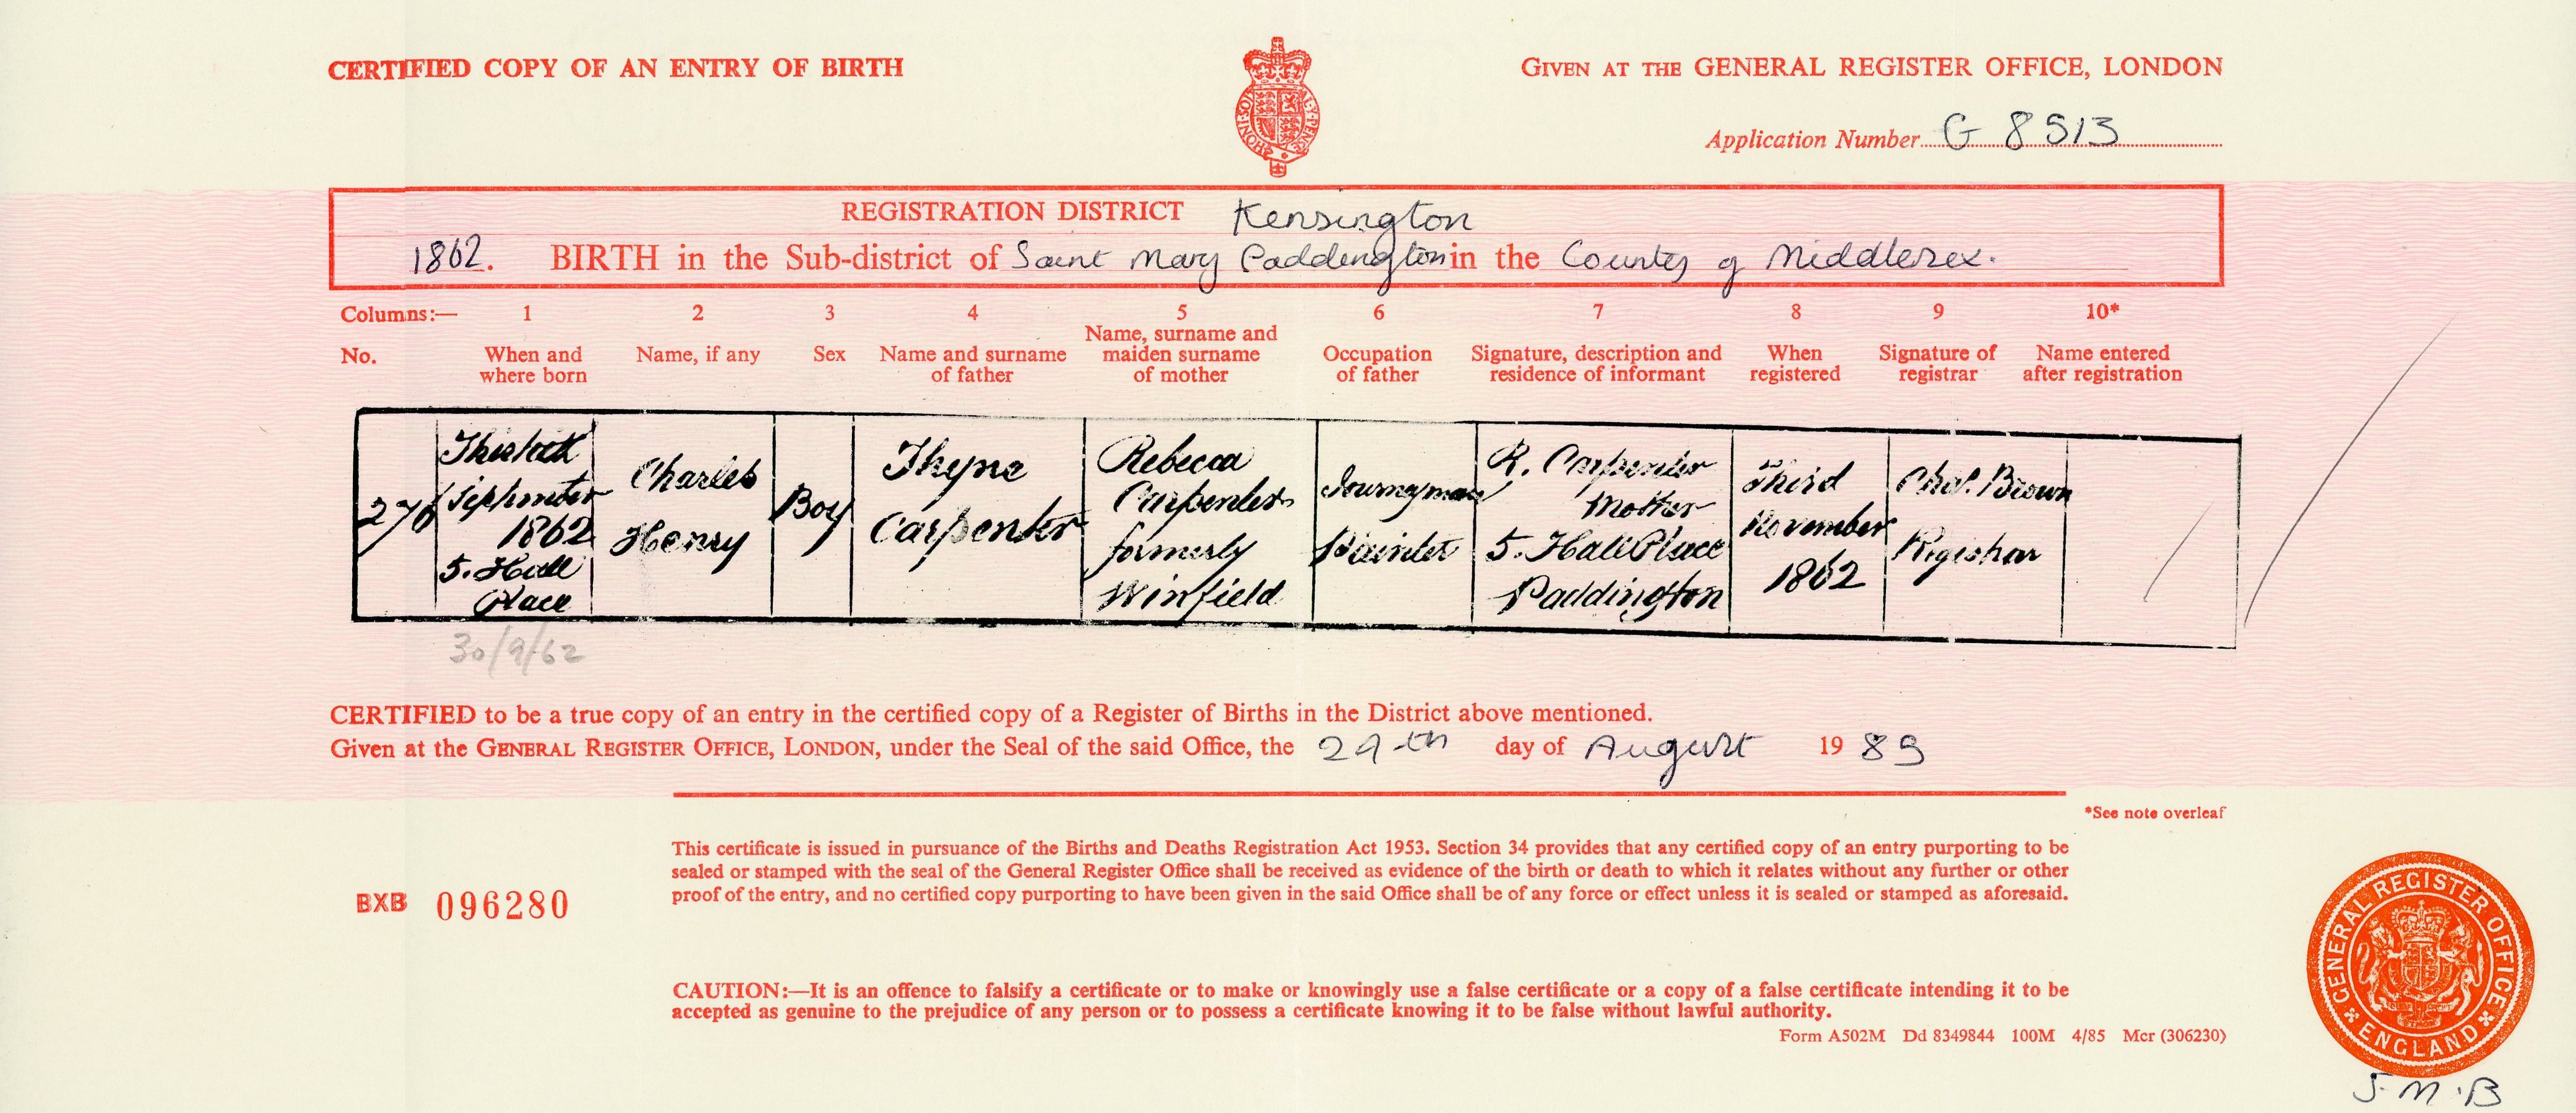 CERTIFIED COPY OF AN ENTRY OF BIRTH
GIVEN AT THE GENERAL REGISTER OFFICE, LONDON
Application Number G 8513
REGISTRATION DISTRICT Kensington
1862. BIRTH in the Sub-district of Saint Mary Paddington in the County of Middlesex.
Columns:— 1 2 3 4 5 6 7 8 9 10*
No.
When and
where born
Name, if any
Sex
Name and surname
of father
Name, surname and
maiden surname
of mother
Occupation
of father
Signature, description and
residence of informant
When
registered
Signature of
registrar
Name entered
after registration
276
Thirtieth
September
1862
5. Hall
Place
Charles
Henry
Boy
Thyne
Carpenter
Rebecca
Carpenter
formerly
Winfield
Journeyman
Painter
R. Carpenter
Mother
5. Hall Place
Paddington
Third
November
1862
Chas. Brown
Registrar
30/9/62
CERTIFIED to be a true copy of an entry in the certified copy of a Register of Births in the District above mentioned.
Given at the GENERAL REGISTER OFFICE, LONDON, under the Seal of the said Office, the 29th day of August 1989
*See note overleaf
This certificate is issued in pursuance of the Births and Deaths Registration Act 1953. Section 34 provides that any certified copy of an entry purporting to be
sealed or stamped with the seal of the General Register Office shall be received as evidence of the birth or death to which it relates without any further or other
proof of the entry, and no certified copy purporting to have been given in the said Office shall be of any force or effect unless it is sealed or stamped as aforesaid.
BXB 096280
CAUTION:—It is an offence to falsify a certificate or to make or knowingly use a false certificate or a copy of a false certificate intending it to be
accepted as genuine to the prejudice of any person or to possess a certificate knowing it to be false without lawful authority.
Form A502M Dd 8349844 100M 4/85 Mcr (306230)
GENERAL REGISTER OFFICE
ENGLAND
J.M.B